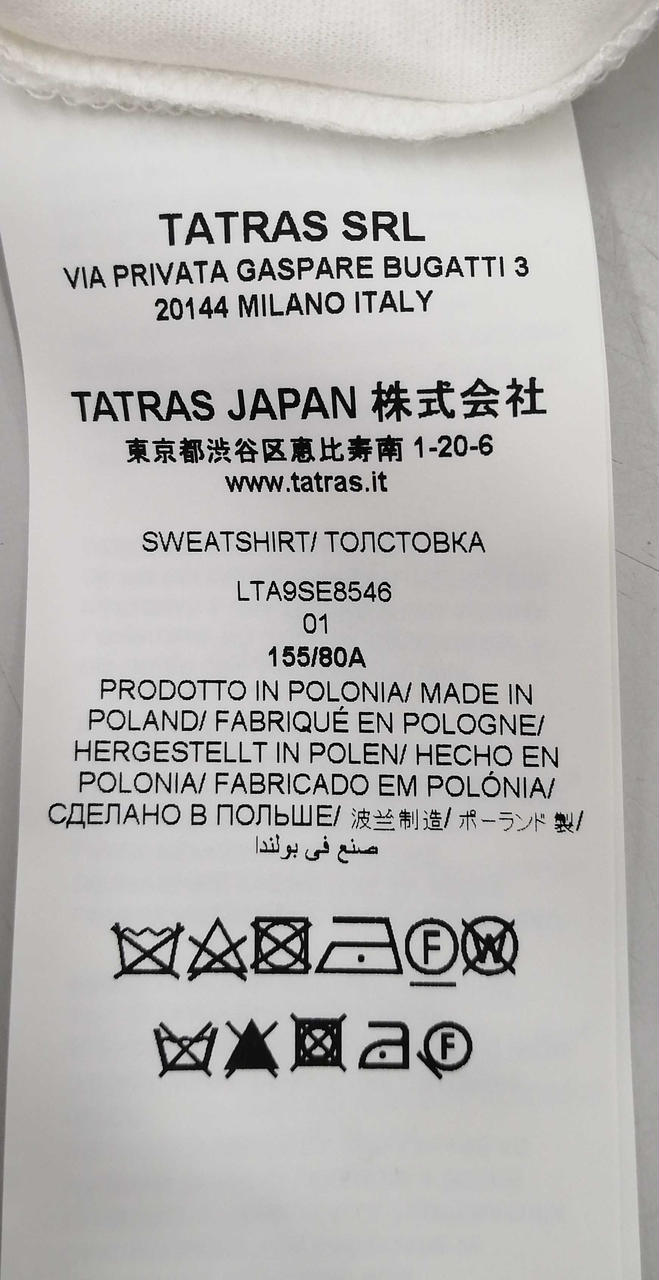 TATRAS SRL
VIA PRIVATA GASPARE BUGATTI 3
20144 MILANO ITALY
TATRAS JAPAN 株式会社
東京都渋谷区恵比寿南 1-20-6
www.tatras.it
SWEATSHIRT/ ТОЛСТОВКА
LTA9SE8546
01
155/80A
PRODOTTO IN POLONIA/ MADE IN
POLAND/ FABRIQUÉ EN POLOGNE/
HERGESTELLT IN POLEN/ HECHO EN
POLONIA/ FABRICADO EM POLÓNIA/
СДЕЛАНО В ПОЛЬШЕ/ 波兰制造/ ポーランド 製/
صنع في بولندا
F W
F